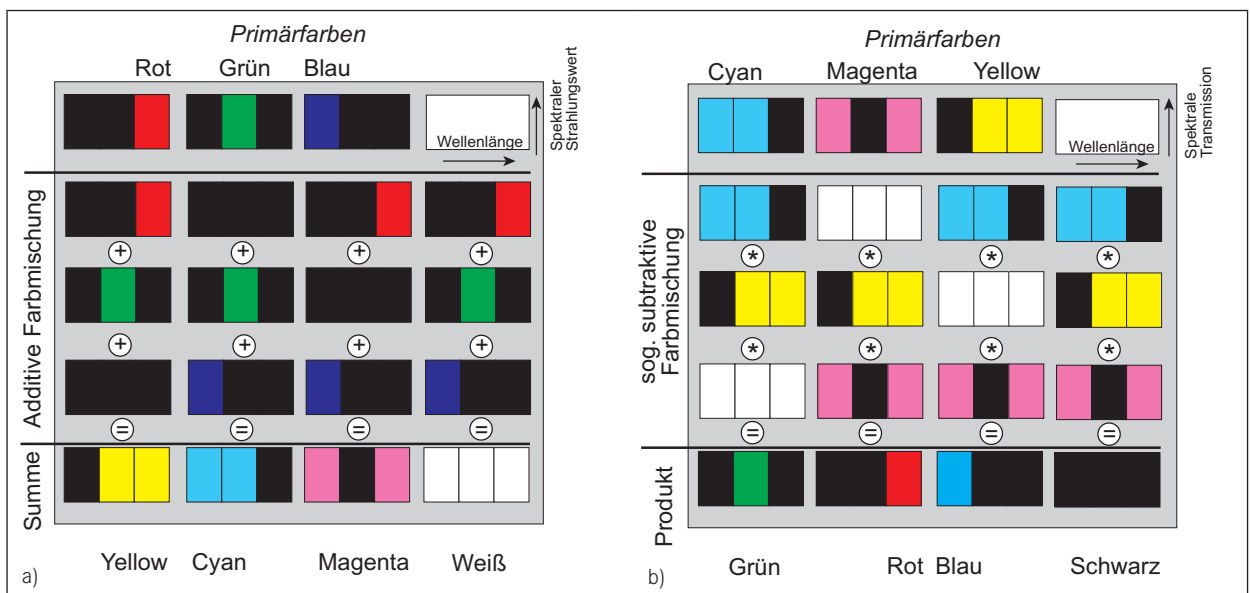 Primärfarben
Rot Grün Blau
Spektraler
Strahlungswert
Wellenlänge
Additive Farbmischung
+ + + +
+ + + +
= = = =
Summe
Yellow Cyan Magenta Weiß
a)
Primärfarben
Cyan Magenta Yellow
Spektrale
Transmission
Wellenlänge
sog. subtraktive
Farbmischung
* * * *
* * * *
= = = =
Produkt
Grün Rot Blau Schwarz
b)